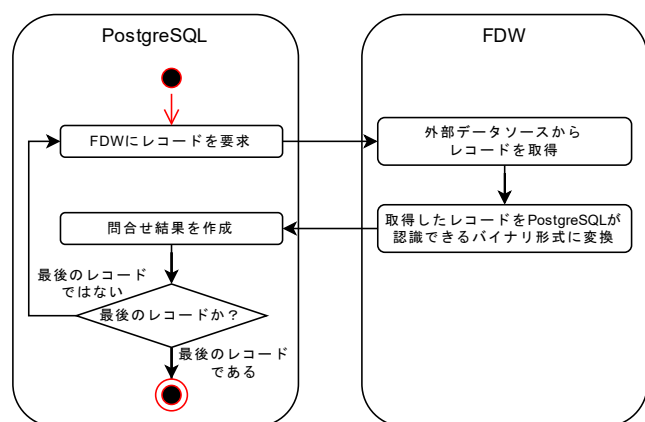 PostgreSQL
FDW
FDWにレコードを要求
外部データソースから
レコードを取得
取得したレコードをPostgreSQLが
認識できるバイナリ形式に変換
問合せ結果を作成
最後のレコード
ではない
最後のレコードか？
最後のレコード
である